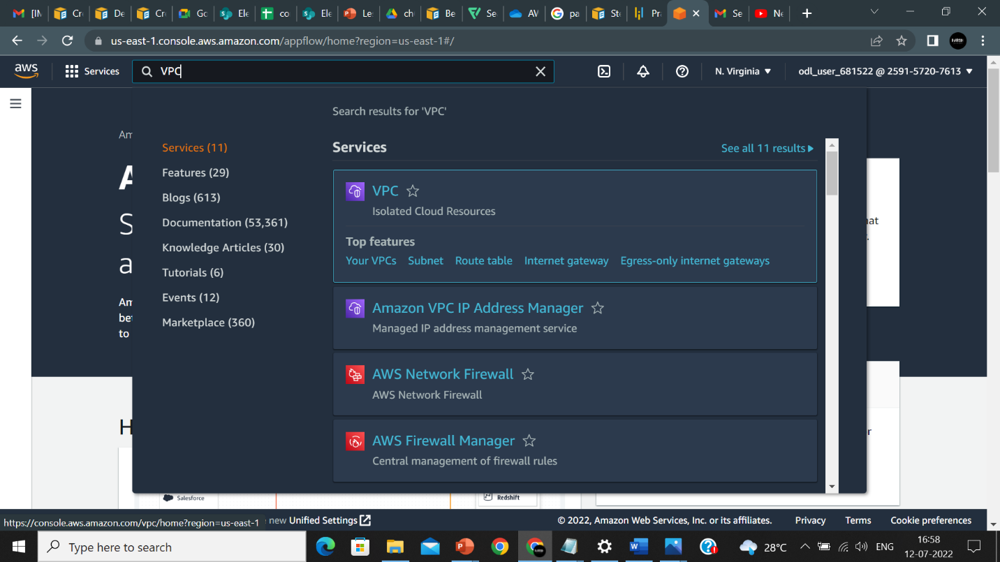 [IM
Cr
De
Cr
Go
Ele
co
Ele
Le
ch
Be
Se
AV
pa
Ste
Pra
Se
Ne
us-east-1.console.aws.amazon.com/appflow/home?region=us-east-1#/
aws
Services
VPC
N. Virginia
odl_user_681522 @ 2591-5720-7613
Search results for 'VPC'
Services (11)
Features (29)
Blogs (613)
Documentation (53,361)
Knowledge Articles (30)
Tutorials (6)
Events (12)
Marketplace (360)
Services
See all 11 results
VPC
Isolated Cloud Resources
Top features
Your VPCs Subnet Route table Internet gateway Egress-only internet gateways
Amazon VPC IP Address Manager
Managed IP address management service
AWS Network Firewall
AWS Network Firewall
AWS Firewall Manager
Central management of firewall rules
Am
A
S
a
Am
bet
to
H
hat
r
Salesforce
Redshift
https://console.aws.amazon.com/vpc/home?region=us-east-1
new Unified Settings
© 2022, Amazon Web Services, Inc. or its affiliates.
Privacy
Terms
Cookie preferences
Type here to search
28°C
ENG
16:58
12-07-2022